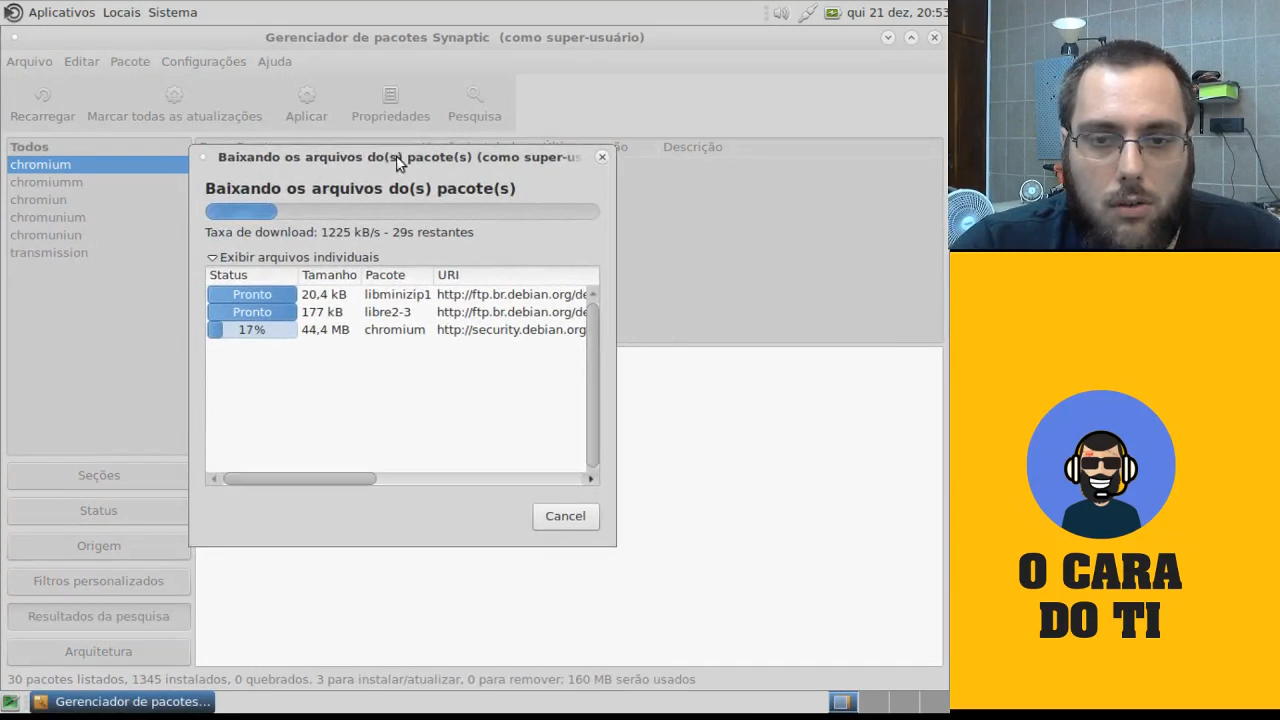 Aplicativos Locais Sistema
qui 21 dez, 20:53
Gerenciador de pacotes Synaptic (como super-usuário)
Arquivo Editar Pacote Configurações Ajuda
Recarregar Marcar todas as atualizações Aplicar Propriedades Pesquisa
Todos
Descrição
chromium
chromiumm
chromiun
chromunium
chromuniun
transmission
Baixando os arquivos do(s) pacote(s) (como super-us
Baixando os arquivos do(s) pacote(s)
Taxa de download: 1225 kB/s - 29s restantes
Exibir arquivos individuais
Status Tamanho Pacote URI
Pronto 20,4 kB libminizip1 http://ftp.br.debian.org/de
Pronto 177 kB libre2-3 http://ftp.br.debian.org/de
17% 44,4 MB chromium http://security.debian.org
Cancel
Seções
Status
Origem
Filtros personalizados
Resultados da pesquisa
Arquitetura
30 pacotes listados, 1345 instalados, 0 quebrados. 3 para instalar/atualizar, 0 para remover: 160 MB serão usados
Gerenciador de pacotes...
O CARA
DO TI